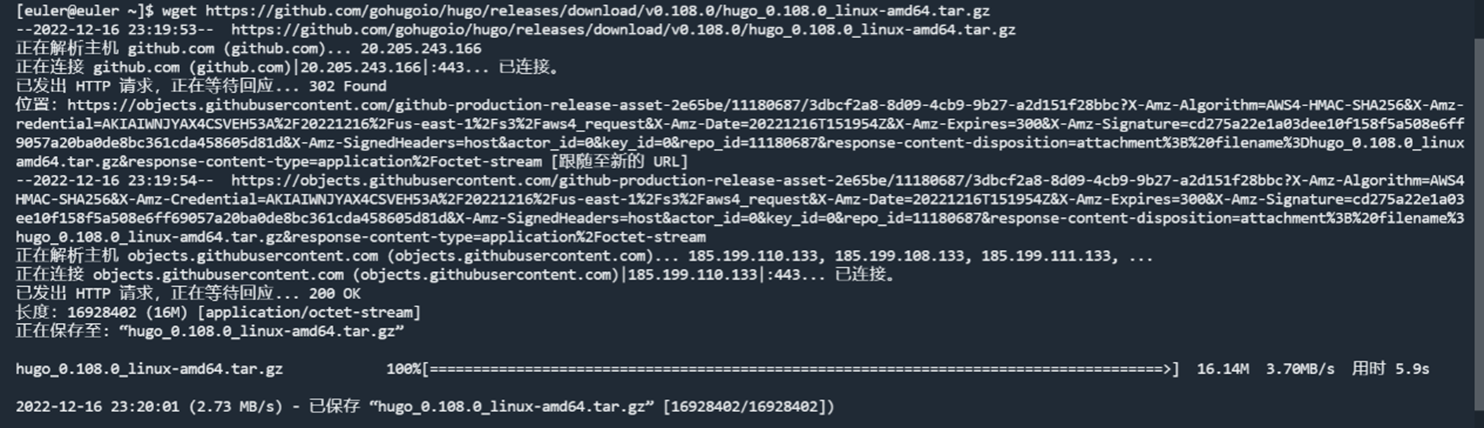 [euler@euler ~]$ wget https://github.com/gohugoio/hugo/releases/download/v0.108.0/hugo_0.108.0_linux-amd64.tar.gz
--2022-12-16 23:19:53--  https://github.com/gohugoio/hugo/releases/download/v0.108.0/hugo_0.108.0_linux-amd64.tar.gz
正在解析主机 github.com (github.com)... 20.205.243.166
正在连接 github.com (github.com)|20.205.243.166|:443... 已连接。
已发出 HTTP 请求，正在等待回应... 302 Found
位置：https://objects.githubusercontent.com/github-production-release-asset-2e65be/11180687/3dbcf2a8-8d09-4cb9-9b27-a2d151f28bbc?X-Amz-Algorithm=AWS4-HMAC-SHA256&X-Amz-
redential=AKIAIWNJYAX4CSVEH53A%2F20221216%2Fus-east-1%2Fs3%2Faws4_request&X-Amz-Date=20221216T151954Z&X-Amz-Expires=300&X-Amz-Signature=cd275a22e1a03dee10f158f5a508e6ff
9057a20ba0de8bc361cda458605d81d&X-Amz-SignedHeaders=host&actor_id=0&key_id=0&repo_id=11180687&response-content-disposition=attachment%3B%20filename%3Dhugo_0.108.0_linux
amd64.tar.gz&response-content-type=application%2Foctet-stream [跟随至新的 URL]
--2022-12-16 23:19:54--  https://objects.githubusercontent.com/github-production-release-asset-2e65be/11180687/3dbcf2a8-8d09-4cb9-9b27-a2d151f28bbc?X-Amz-Algorithm=AWS4
HMAC-SHA256&X-Amz-Credential=AKIAIWNJYAX4CSVEH53A%2F20221216%2Fus-east-1%2Fs3%2Faws4_request&X-Amz-Date=20221216T151954Z&X-Amz-Expires=300&X-Amz-Signature=cd275a22e1a03
ee10f158f5a508e6ff69057a20ba0de8bc361cda458605d81d&X-Amz-SignedHeaders=host&actor_id=0&key_id=0&repo_id=11180687&response-content-disposition=attachment%3B%20filename%3
hugo_0.108.0_linux-amd64.tar.gz&response-content-type=application%2Foctet-stream
正在解析主机 objects.githubusercontent.com (objects.githubusercontent.com)... 185.199.110.133, 185.199.108.133, 185.199.111.133, ...
正在连接 objects.githubusercontent.com (objects.githubusercontent.com)|185.199.110.133|:443... 已连接。
已发出 HTTP 请求，正在等待回应... 200 OK
长度：16928402 (16M) [application/octet-stream]
正在保存至: “hugo_0.108.0_linux-amd64.tar.gz”
hugo_0.108.0_linux-amd64.tar.gz 100%[=====================================================================================>] 16.14M 3.70MB/s 用时 5.9s
2022-12-16 23:20:01 (2.73 MB/s) - 已保存 “hugo_0.108.0_linux-amd64.tar.gz” [16928402/16928402])